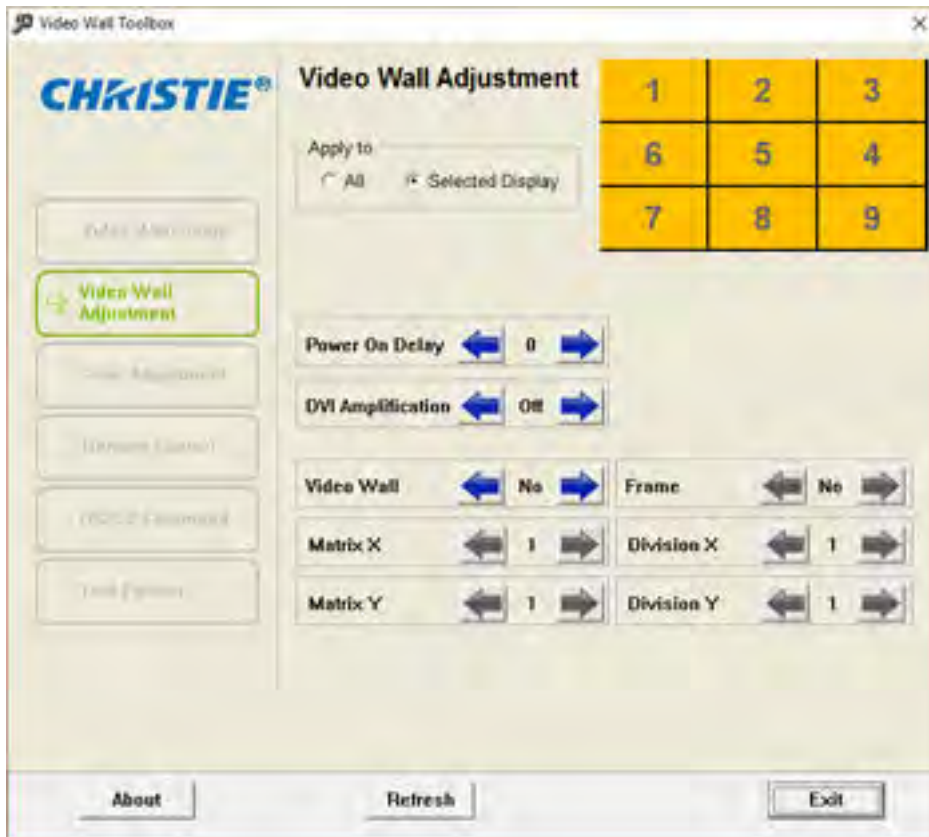 Video Wall Toolbox
CHRISTIE®
Video Wall Adjustment
1 2 3
6 5 4
7 8 9
Apply to
All Selected Display
Video Wall
Adjustment
Power On Delay 0
DVI Amplification Off
Video Wall No Frame No
Matrix X 1 Division X 1
Matrix Y 1 Division Y 1
About Refresh Exit